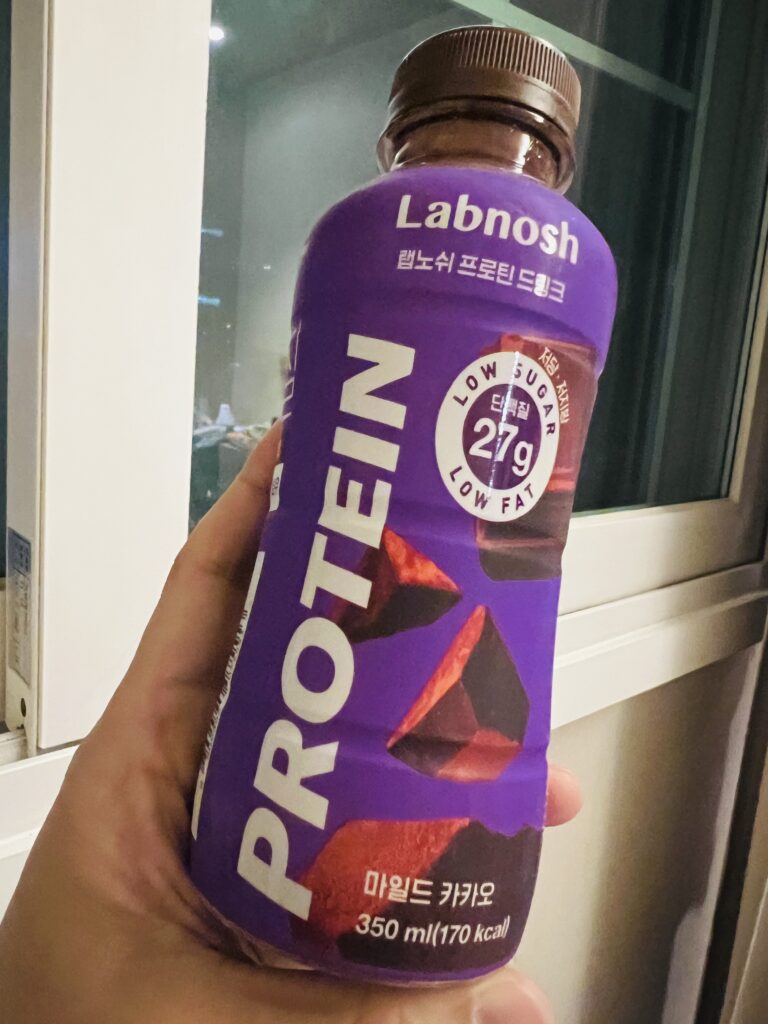 Labnosh
랩노쉬 프로틴 드링크
PROTEIN
저당·저지방
LOW SUGAR
단백질
27g
LOW FAT
마일드 카카오
350 ml(170 kcal)